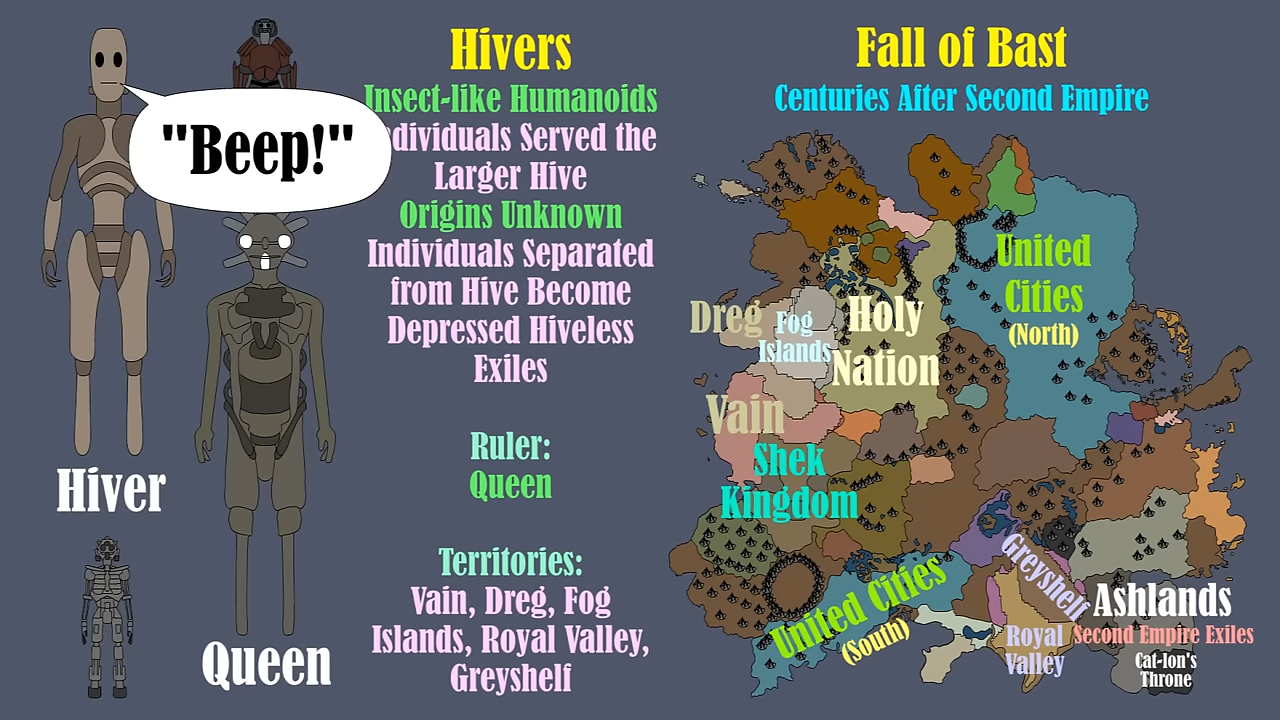 Hivers
Insect-like Humanoids
dividuals Served the
Larger Hive
Origins Unknown
Individuals Separated
from Hive Become
Depressed Hiveless
Exiles
Ruler:
Queen
Territories:
Vain, Dreg, Fog
Islands, Royal Valley,
Greyshelf
"Beep!"
Hiver
Queen
Fall of Bast
Centuries After Second Empire
United
Cities
(North)
Dreg
Fog
Islands
Holy
Nation
Vain
Shek
Kingdom
United Cities
(South)
Greyshelf
Royal
Valley
Ashlands
Second Empire Exiles
Cat-lon's
Throne